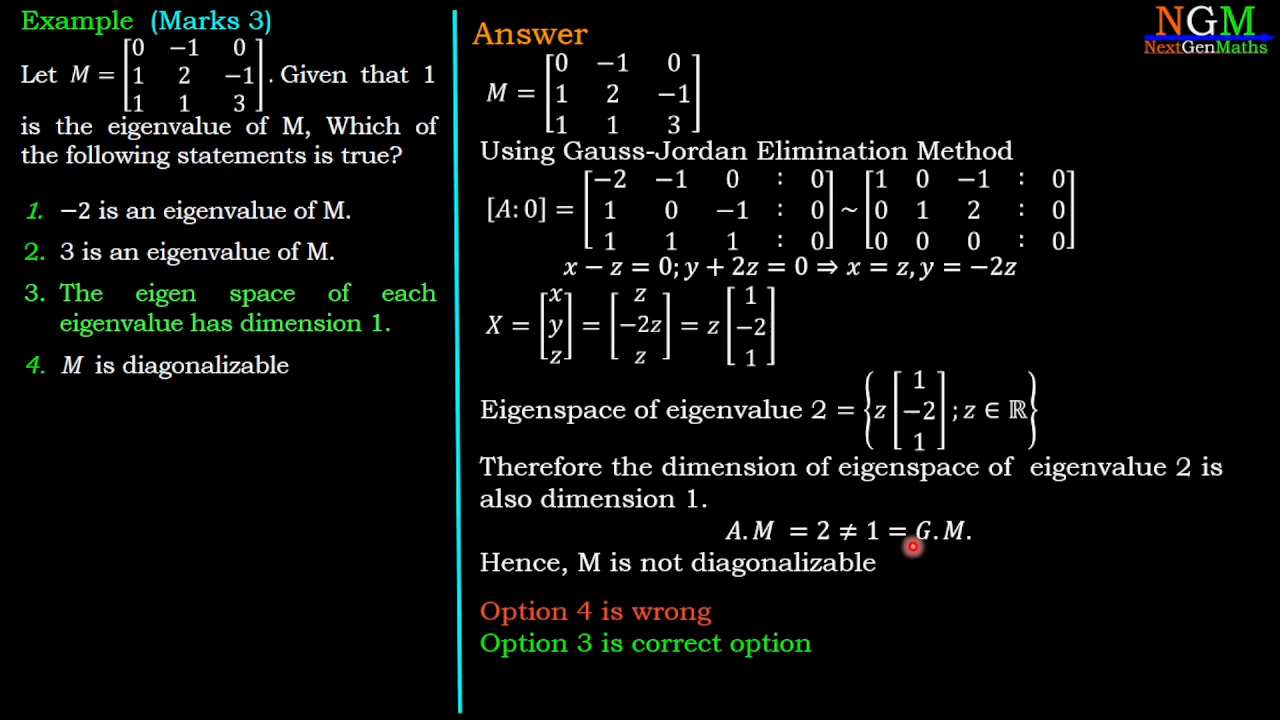 Example (Marks 3)
Let M = [0 −1 0
1 2 −1
1 1 3]. Given that 1
is the eigenvalue of M, Which of
the following statements is true?
1. −2 is an eigenvalue of M.
2. 3 is an eigenvalue of M.
3. The eigen space of each
eigenvalue has dimension 1.
4. M is diagonalizable
Answer
M = [0 −1 0
1 2 −1
1 1 3]
Using Gauss-Jordan Elimination Method
[A:0] = [−2 −1 0 : 0
1 0 −1 : 0
1 1 1 : 0] ~ [1 0 −1 : 0
0 1 2 : 0
0 0 0 : 0]
x − z = 0; y + 2z = 0 ⇒ x = z, y = −2z
X = [x
y
z] = [z
−2z
z] = z [1
−2
1]
Eigenspace of eigenvalue 2 = {z [1
−2
1] ; z ∈ ℝ}
Therefore the dimension of eigenspace of eigenvalue 2 is
also dimension 1.
A.M = 2 ≠ 1 = G.M.
Hence, M is not diagonalizable
Option 4 is wrong
Option 3 is correct option
NGM
NextGenMaths